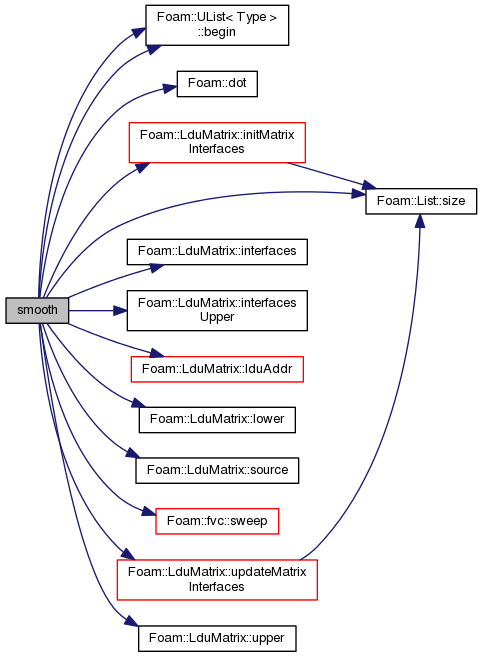 Foam::UList< Type >
::begin
Foam::dot
Foam::LduMatrix::initMatrix
Interfaces
Foam::List::size
Foam::LduMatrix::interfaces
Foam::LduMatrix::interfaces
Upper
smooth
Foam::LduMatrix::lduAddr
Foam::LduMatrix::lower
Foam::LduMatrix::source
Foam::fvc::sweep
Foam::LduMatrix::updateMatrix
Interfaces
Foam::LduMatrix::upper